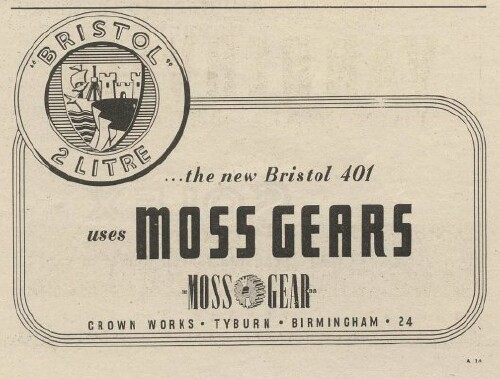 "BRISTOL"
2 LITRE
...the new Bristol 401
uses MOSS GEARS
"MOSS GEAR"
CROWN WORKS • TYBURN • BIRMINGHAM • 24